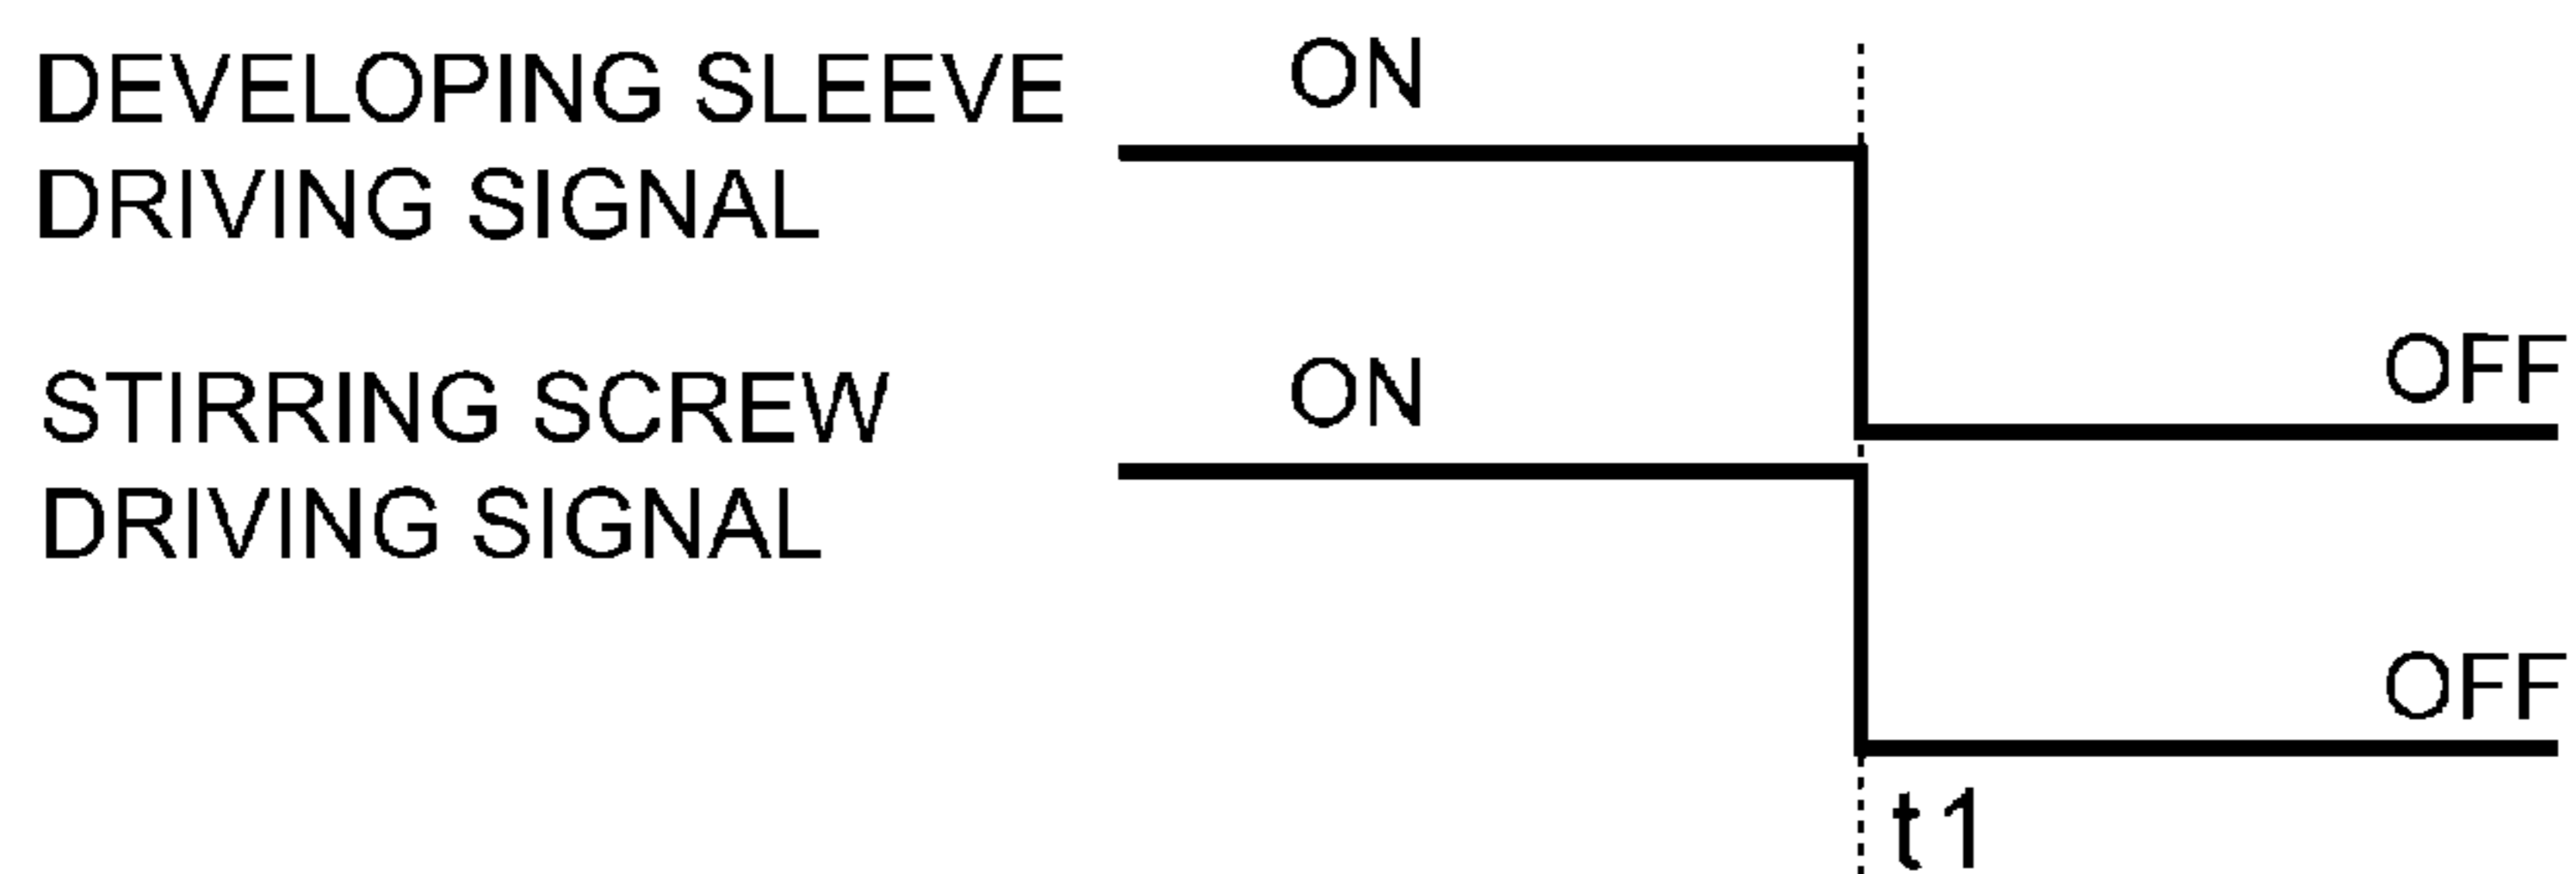 DEVELOPING SLEEVE
DRIVING SIGNAL
ON
OFF
STIRRING SCREW
DRIVING SIGNAL
ON
OFF
t1